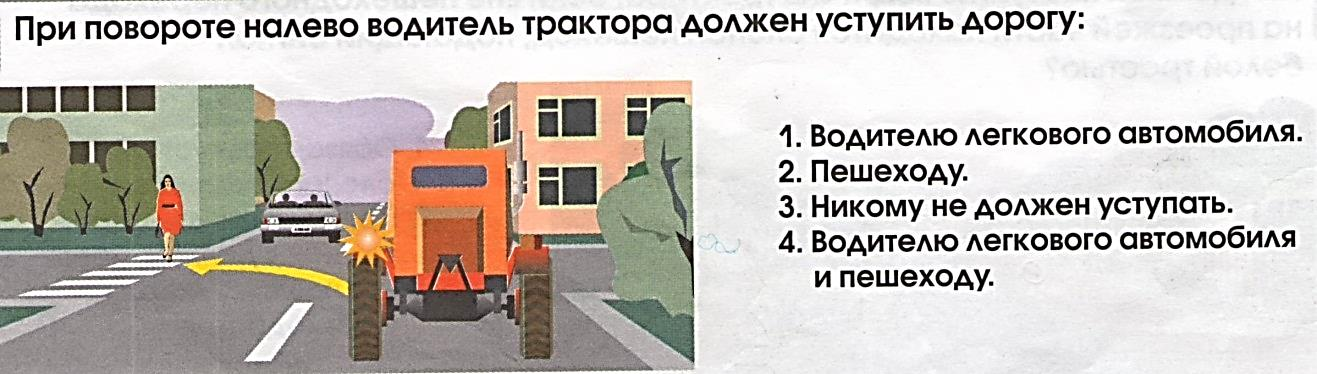 При повороте налево водитель трактора должен уступить дорогу:
1. Водителю легкового автомобиля.
2. Пешеходу.
3. Никому не должен уступать.
4. Водителю легкового автомобиля
и пешеходу.